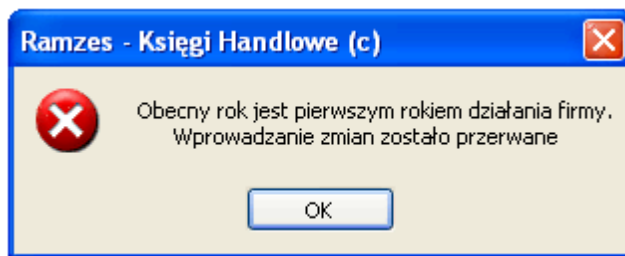 Ramzes - Księgi Handlowe (c)
Obecny rok jest pierwszym rokiem działania firmy.
Wprowadzanie zmian zostało przerwane
OK